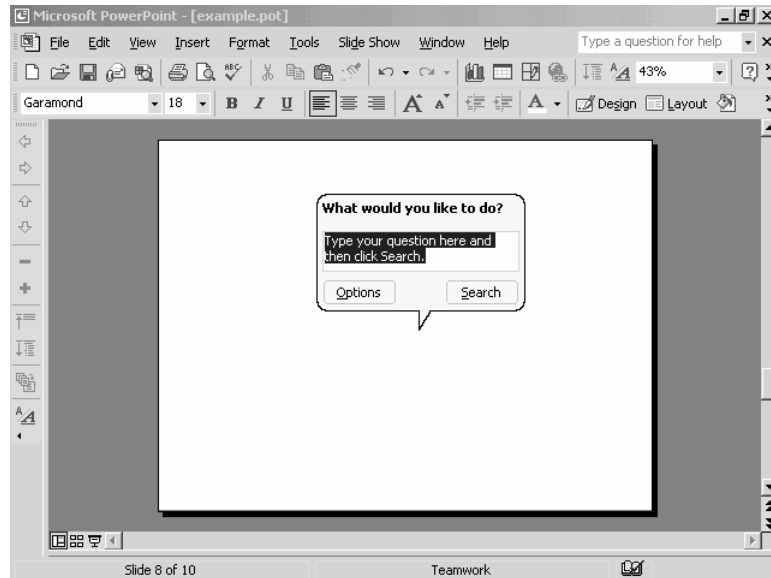 Microsoft PowerPoint - [example.pot]
File Edit View Insert Format Tools Slide Show Window Help Type a question for help
ABC A A 43% ?
Garamond 18 B I U A A A Design Layout
What would you like to do?
Type your question here and
then click Search.
Options Search
A A
Slide 8 of 10 Teamwork